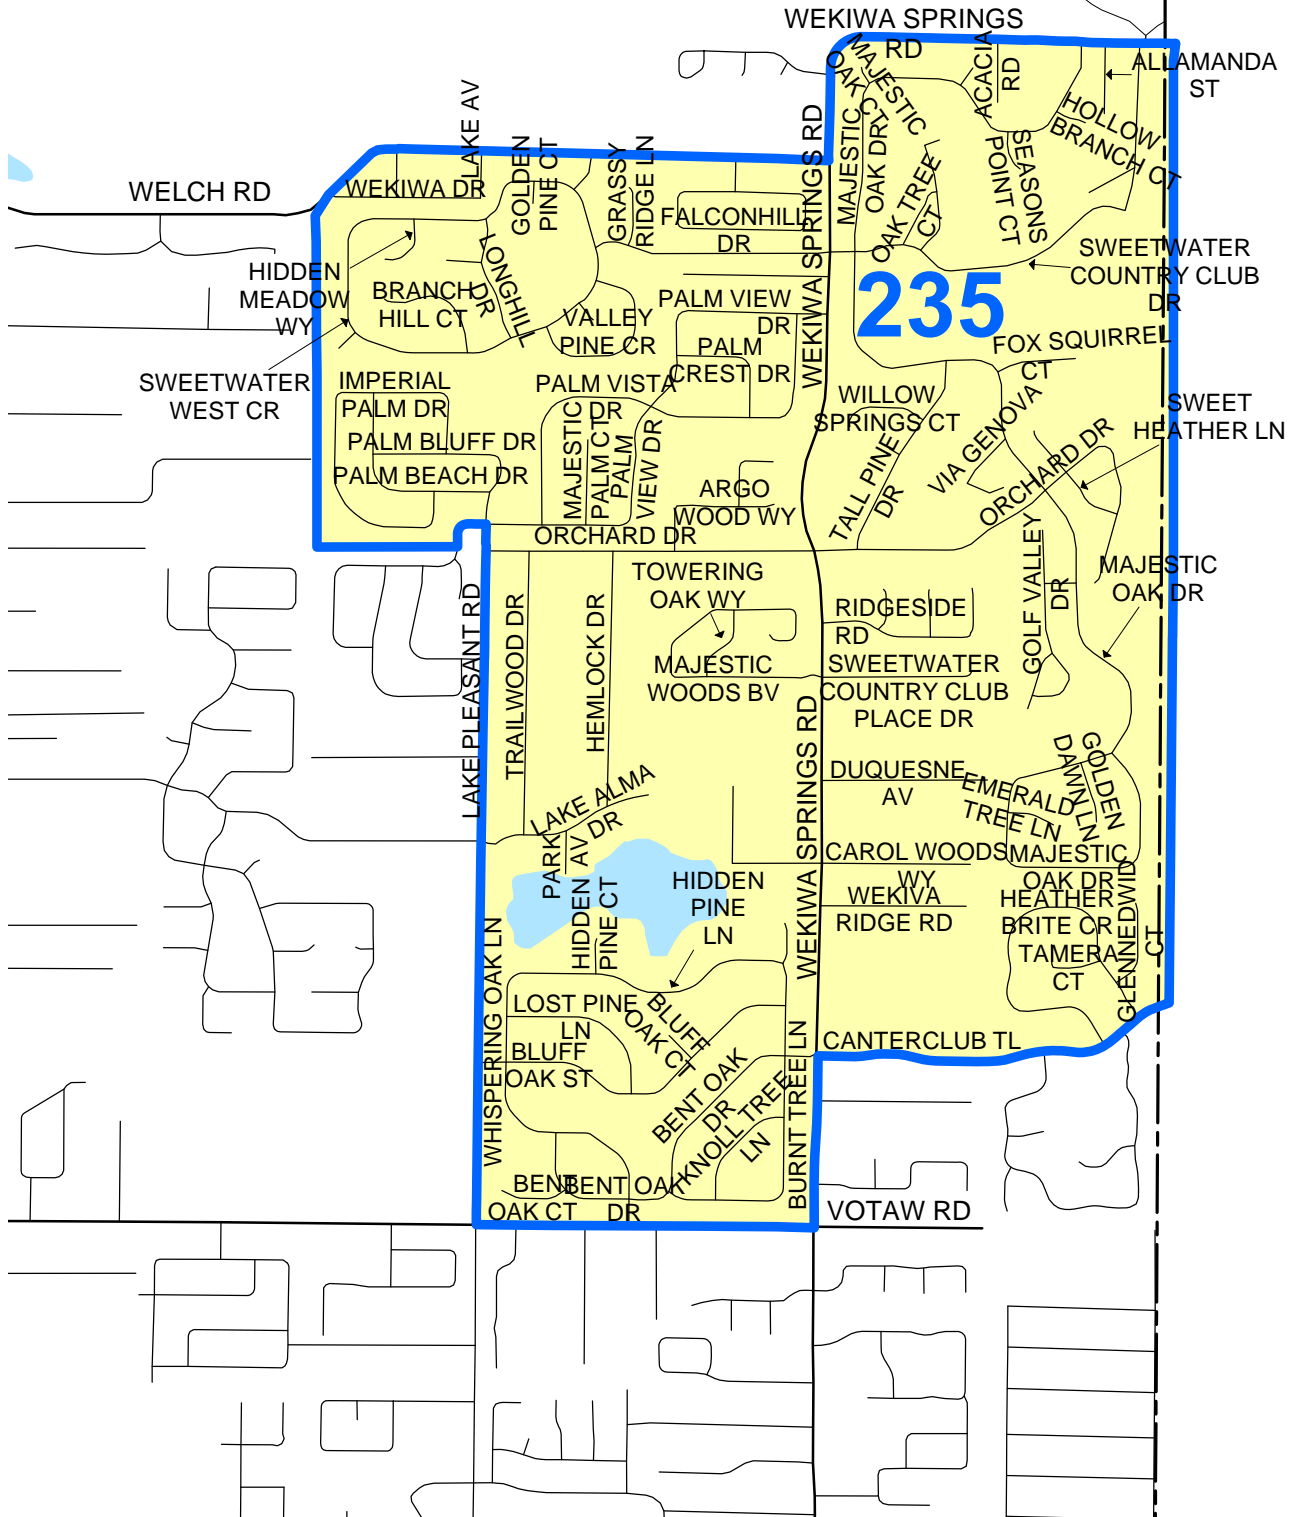 WEKIWA SPRINGS
RD
ALLAMANDA
ST
MAJESTIC
OAK CT
ACACIA
RD
HOLLOW
BRANCH CT
LAKE AV
GOLDEN
PINE CT
GRASSY
RIDGE LN
WEKIWA SPRINGS RD
MAJESTIC
OAK DR
SEASONS
POINT CT
WELCH RD
WEKIWA DR
OAK TREE
CT
FALCONHILL
DR
SWEETWATER
COUNTRY CLUB
DR
HIDDEN
MEADOW
WY
LONGHILL
DR
BRANCH
HILL CT
235
PALM VIEW
DR
VALLEY
PINE CR
FOX SQUIRREL
CT
PALM
CREST DR
SWEETWATER
WEST CR
IMPERIAL
PALM DR
PALM VISTA
DR
WILLOW
SPRINGS CT
SWEET
HEATHER LN
VIA GENOVA
MAJESTIC
PALM CT
PALM
VIEW DR
PALM BLUFF DR
PALM BEACH DR
TALL PINE
DR
ORCHARD DR
ARGO
WOOD WY
ORCHARD DR
GOLF VALLEY
DR
MAJESTIC
OAK DR
TOWERING
OAK WY
LAKE PLEASANT RD
TRAILWOOD DR
HEMLOCK DR
RIDGESIDE
RD
MAJESTIC
WOODS BV
SWEETWATER
COUNTRY CLUB
PLACE DR
WEKIWA SPRINGS RD
GOLDEN
DAWN LN
DUQUESNE
AV
EMERALD
TREE LN
LAKE ALMA
DR
PARK
AV
CAROL WOODS
WY
MAJESTIC
OAK DR
HIDDEN
PINE CT
HIDDEN
PINE
LN
WEKIVA
RIDGE RD
HEATHER
BRITE CR
GLENNEDWID
CT
TAMERA
CT
WHISPERING OAK LN
LOST PINE
LN
BLUFF
OAK CT
CANTERCLUB TL
BLUFF
OAK ST
BENT OAK
DR
KNOLL TREE
LN
BURNT TREE LN
BENT
OAK CT
BENT OAK
DR
VOTAW RD